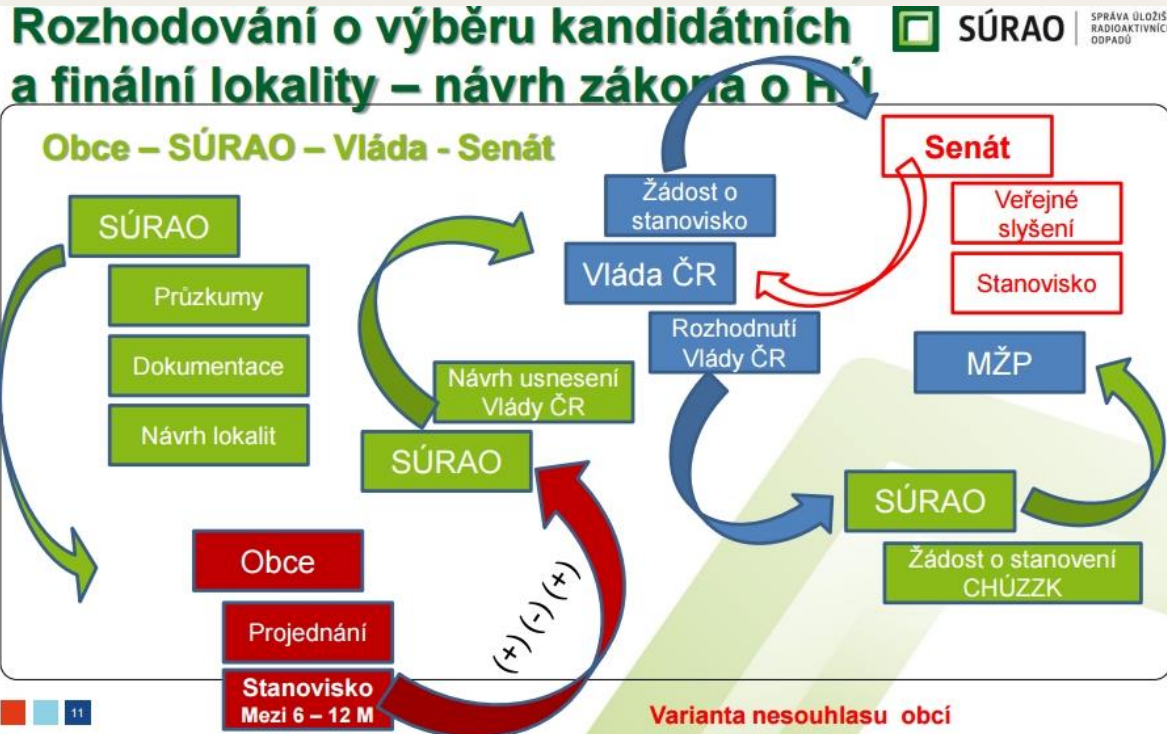 Rozhodování o výběru kandidátních
a finální lokality – návrh zákona o HÚ
SÚRAO
SPRÁVA ÚLOŽIŠ
RADIOAKTIVNÍC
ODPADŮ
Obce – SÚRAO – Vláda - Senát
SÚRAO
Průzkumy
Dokumentace
Návrh lokalit
Obce
Projednání
Stanovisko
Mezi 6 – 12 M
(+) (-) (+)
Návrh usnesení
Vlády ČR
SÚRAO
Žádost o
stanovisko
Vláda ČR
Rozhodnutí
Vlády ČR
Senát
Veřejné
slyšení
Stanovisko
MŽP
SÚRAO
Žádost o stanovení
CHÚZZK
11
Varianta nesouhlasu obcí